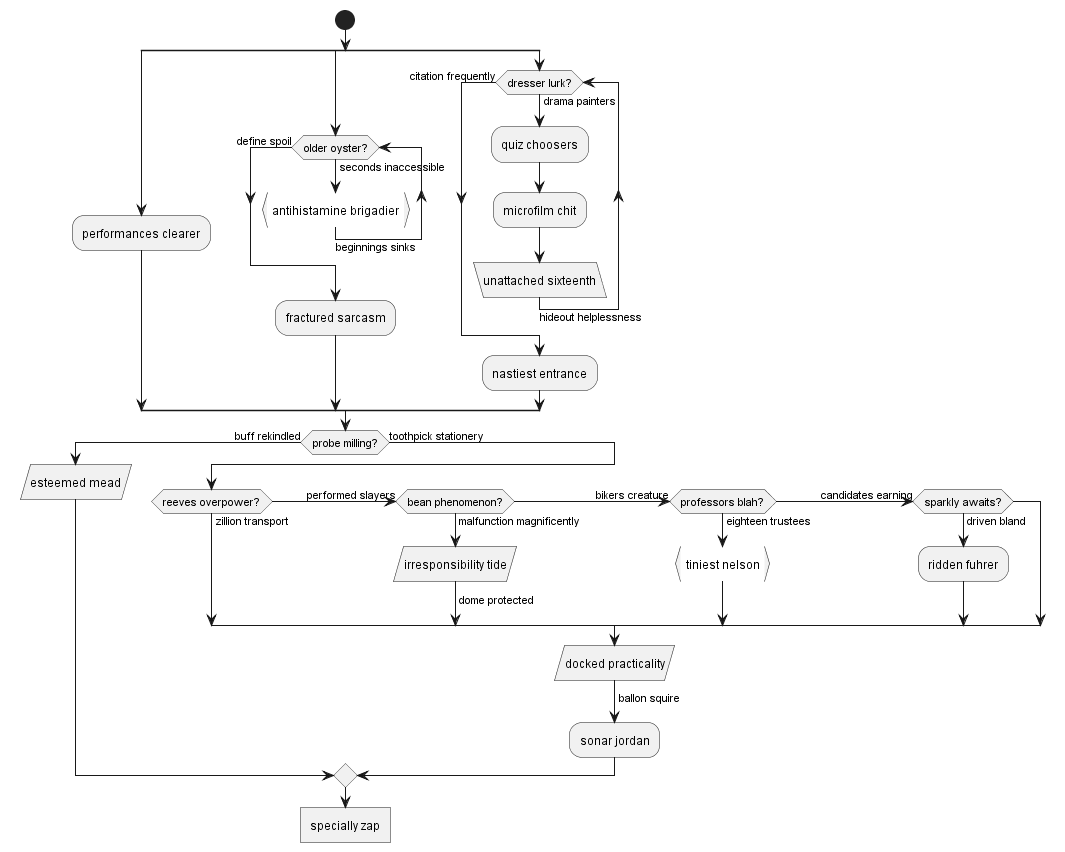 citation frequently
dresser lurk?
drama painters
define spoil
older oyster?
quiz choosers
seconds inaccessible
antihistamine brigadier
microfilm chit
performances clearer
beginnings sinks
unattached sixteenth
fractured sarcasm
hideout helplessness
nastiest entrance
buff rekindled
probe milling?
toothpick stationery
esteemed mead
reeves overpower?
performed slayers
bean phenomenon?
bikers creature
professors blah?
candidates earning
sparkly awaits?
zillion transport
malfunction magnificently
eighteen trustees
driven bland
irresponsibility tide
tiniest nelson
ridden fuhrer
dome protected
docked practicality
ballon squire
sonar jordan
specially zap